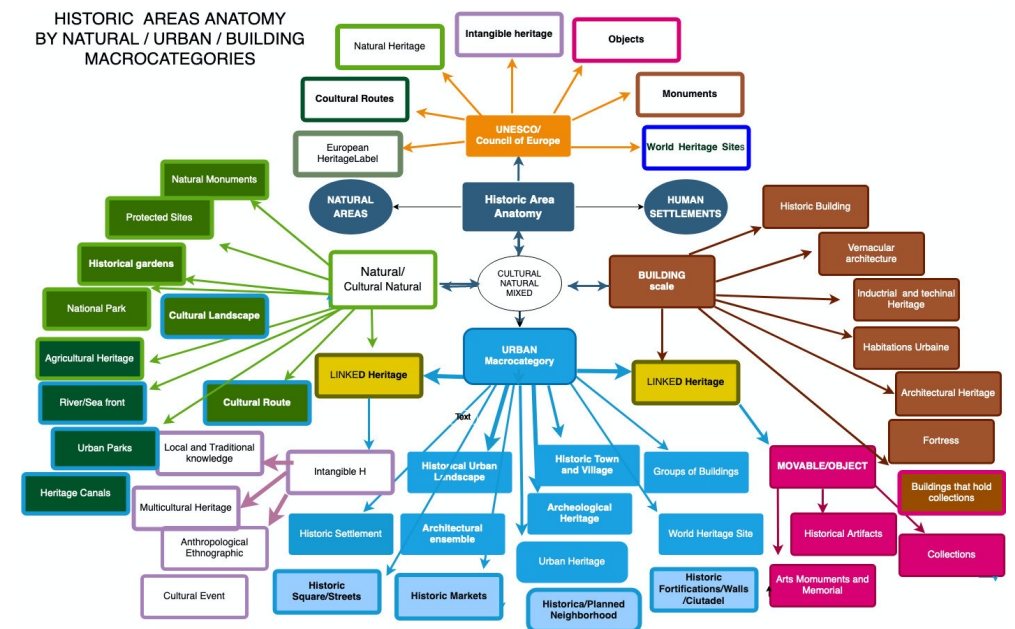 HISTORIC AREAS ANATOMY
BY NATURAL / URBAN / BUILDING
MACROCATEGORIES
Natural Heritage
Intangible heritage
Objects
Coultural Routes
Monuments
UNESCO/
Council of Europe
European
HeritageLabel
World Heritage Sites
Natural Monuments
NATURAL
AREAS
Historic Area
Anatomy
HUMAN
SETTLEMENTS
Historic Building
Protected Sites
Vernacular
architecture
Historical gardens
Natural/
Cultural Natural
CULTURAL
NATURAL
MIXED
BUILDING
scale
Inductrial and techinal
Heritage
National Park
Cultural Landscape
Habitations Urbaine
Agricultural Heritage
LINKED Heritage
URBAN
Macrocategory
LINKED Heritage
Architectural Heritage
River/Sea front
Cultural Route
Text
Fortress
Urban Parks
Local and Traditional
knowledge
Intangible H
Historcal Urban
Landscape
Historic Town
and Village
Groups of Buildings
MOVABLE/OBJECT
Buildings that hold
collections
Heritage Canals
Multicultural Heritage
Archeological
Heritage
Historic Settlement
Architectural
ensemble
World Heritage Site
Historical Artifacts
Anthropological
Ethnographic
Urban Heritage
Collections
Cultural Event
Historic
Square/Streets
Historic Markets
Historica/Planned
Neighborhood
Historic
Fortifications/Walls
/Ciutadel
Arts Momuments and
Memorial